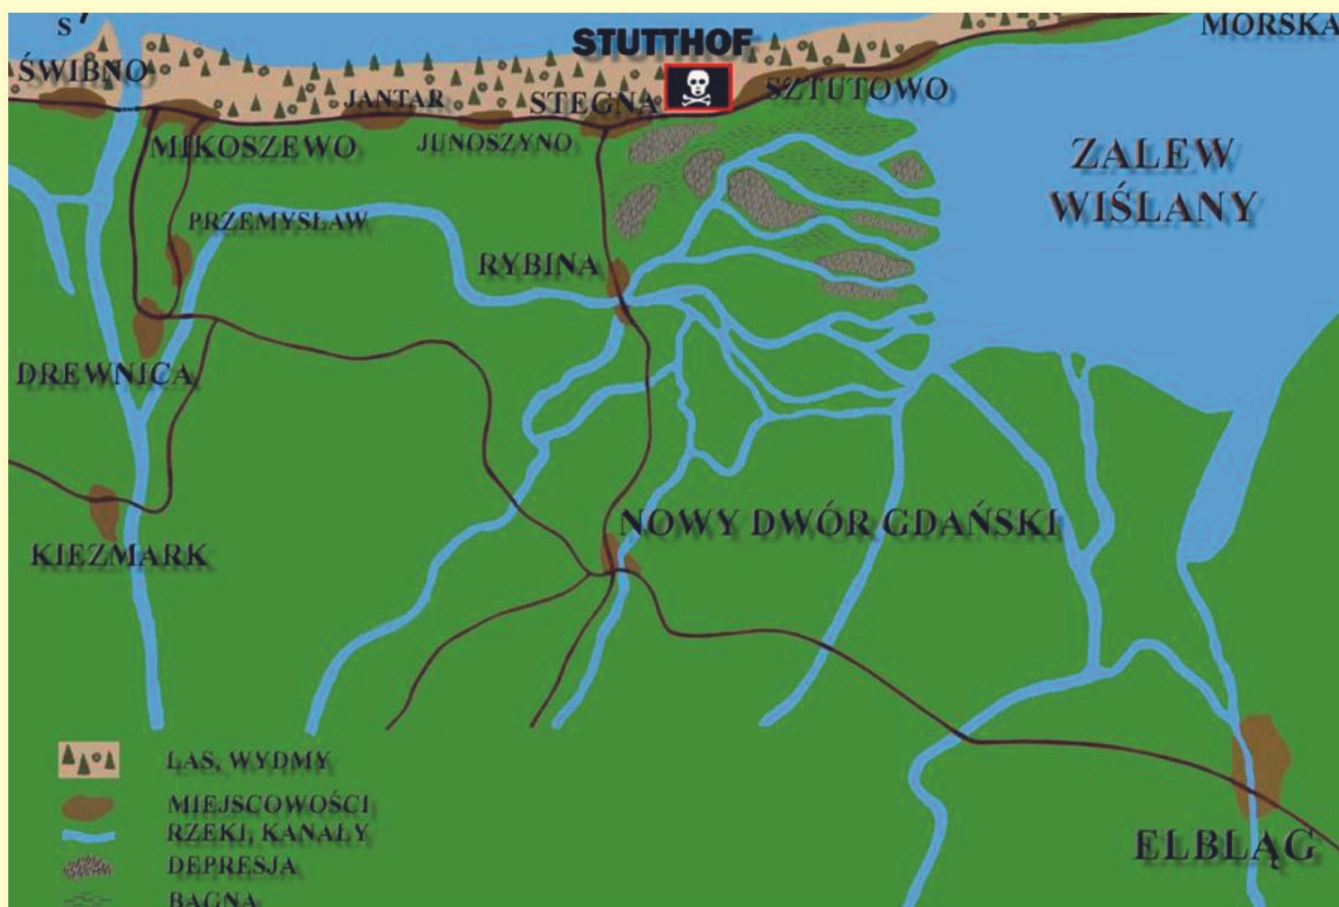 S'
STUTTHOF
MORSKA
ŚWIBNO
JANTAR
STEGNA
SZTUTOWO
MIKOSZEWO
JUNOSZYNO
ZALEW
WIŚLANY
PRZEMYSŁAW
RYBINA
DREWNICA
NOWY DWÓR GDAŃSKI
KIEZMARK
LAS, WYDMY
MIEJSCOWOŚCI
RZEKI, KANAŁY
DEPRESJA
BAGNA
ELBLĄG